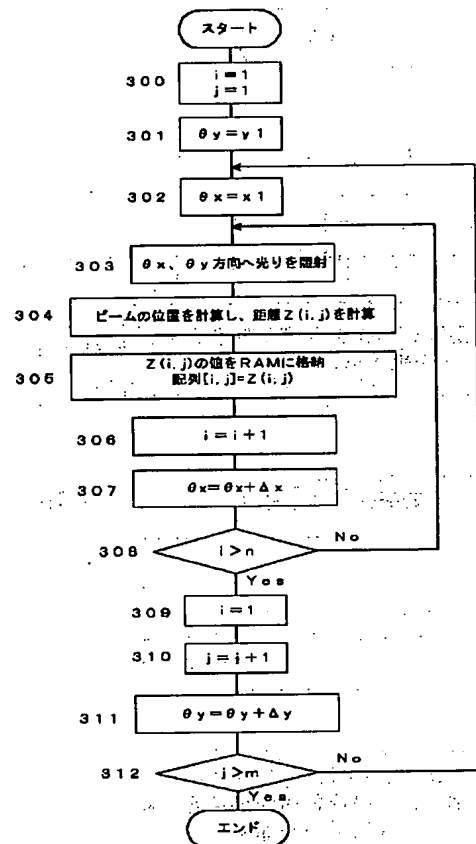 スタート
300
i=1
j=1
301
θy=y1
302
θx=x1
303
θx、θy方向へ光りを照射
304
ビームの位置を計算し、距離Z(i,j)を計算
305
Z(i,j)の値をRAMに格納
配列[i,j]=Z(i,j)
306
i=i+1
307
θx=θx+Δx
308
i>n
No
Yes
309
i=1
310
j=j+1
311
θy=θy+Δy
312
j>m
No
Yes
エンド